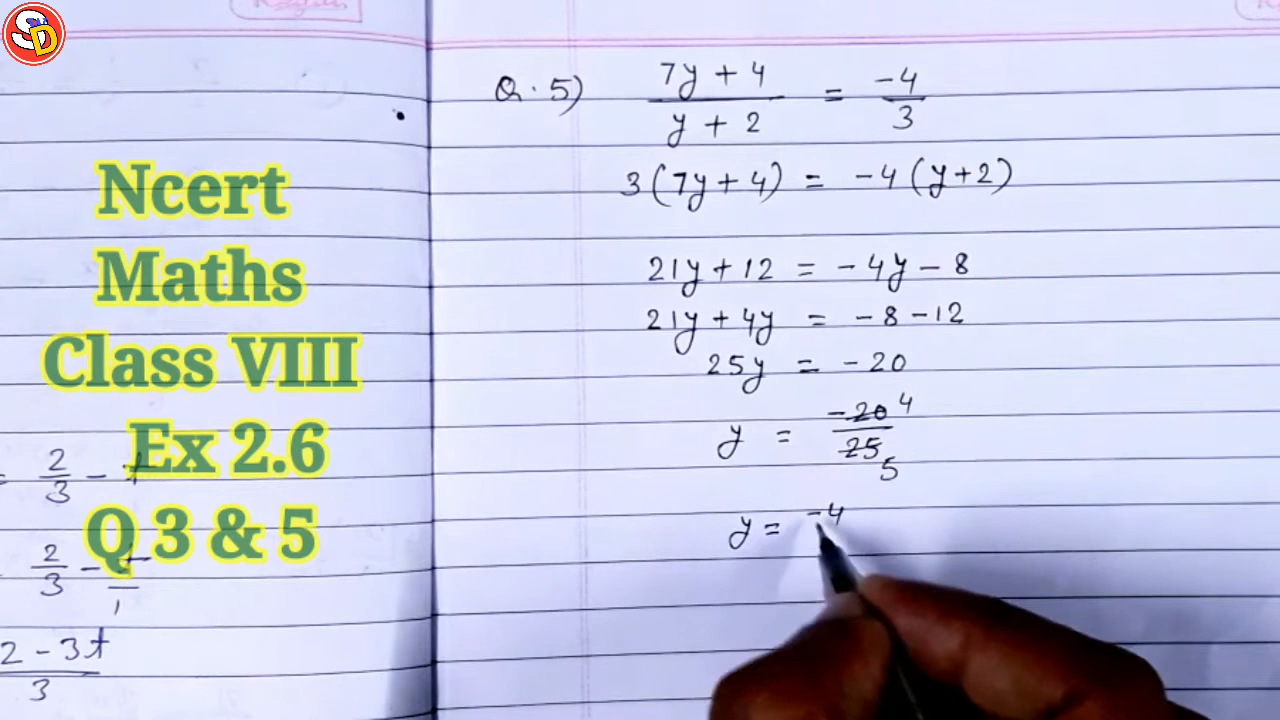 SD
Ncert
Maths
Class VIII
Ex 2.6
Q 3 & 5
= 2/3 -
2/3 - t/1
2 - 3t / 3
Q. 5) 7y + 4 / y + 2 = -4 / 3
3 (7y + 4) = -4 (y + 2)
21y + 12 = - 4y - 8
21y + 4y = - 8 - 12
25y = - 20
y = -20 4 / 25 5
y = -4